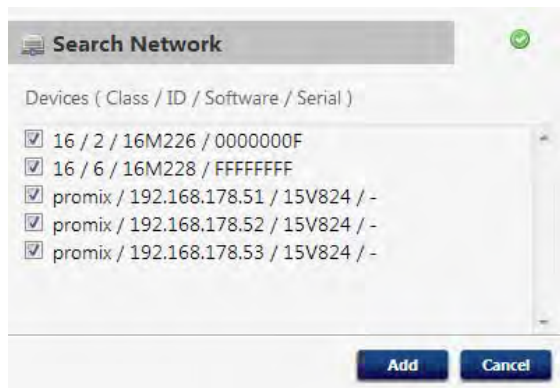 Search Network
Devices ( Class / ID / Software / Serial )
16 / 2 / 16M226 / 0000000F
16 / 6 / 16M228 / FFFFFFFF
promix / 192.168.178.51 / 15V824 / -
promix / 192.168.178.52 / 15V824 / -
promix / 192.168.178.53 / 15V824 / -
Add Cancel